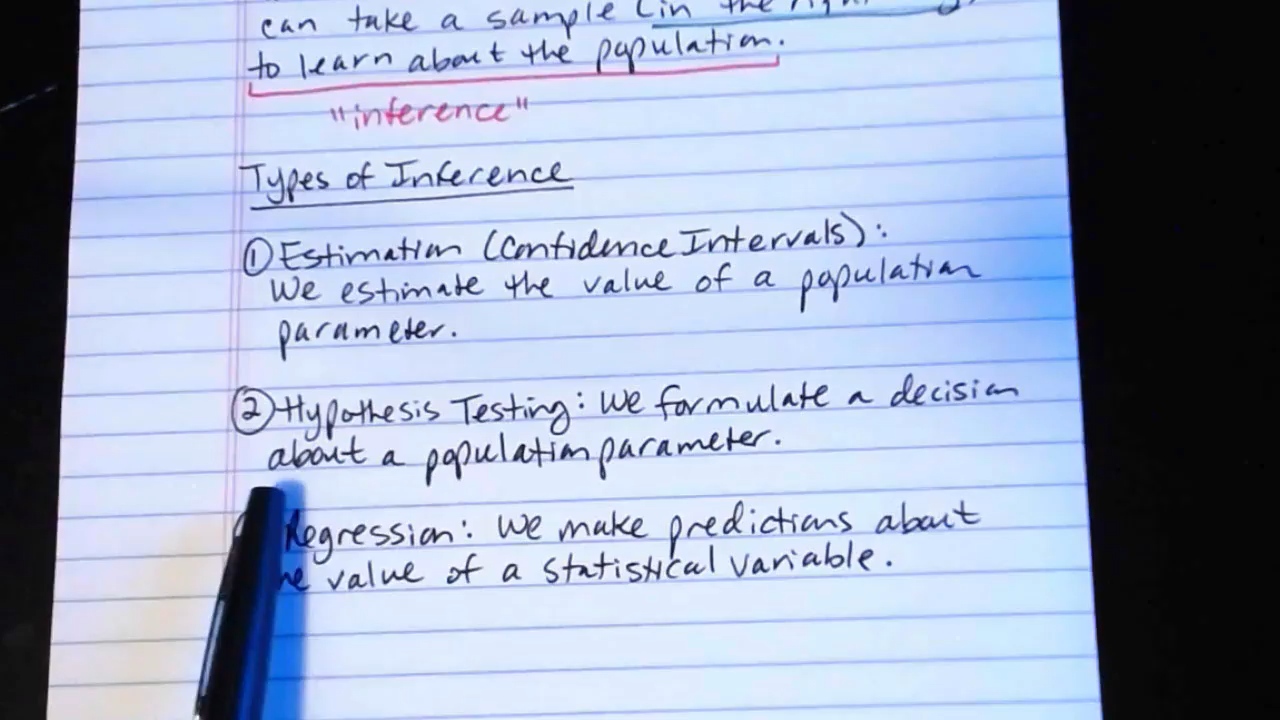 can take a sample (in the
to learn about the population.
"inference"
Types of Inference
① Estimation (Confidence Intervals):
We estimate the value of a population
parameter.
② Hypothesis Testing: We formulate a decision
about a population parameter.
Regression: We make predictions about
value of a statistical variable.